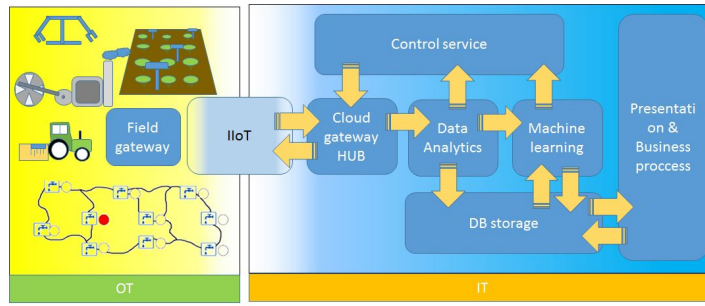 Control service
Field
gateway
IIoT
Cloud
gateway
HUB
Data
Analytics
Machine
learning
Presentati
on &
Business
proccess
DB storage
OT
IT